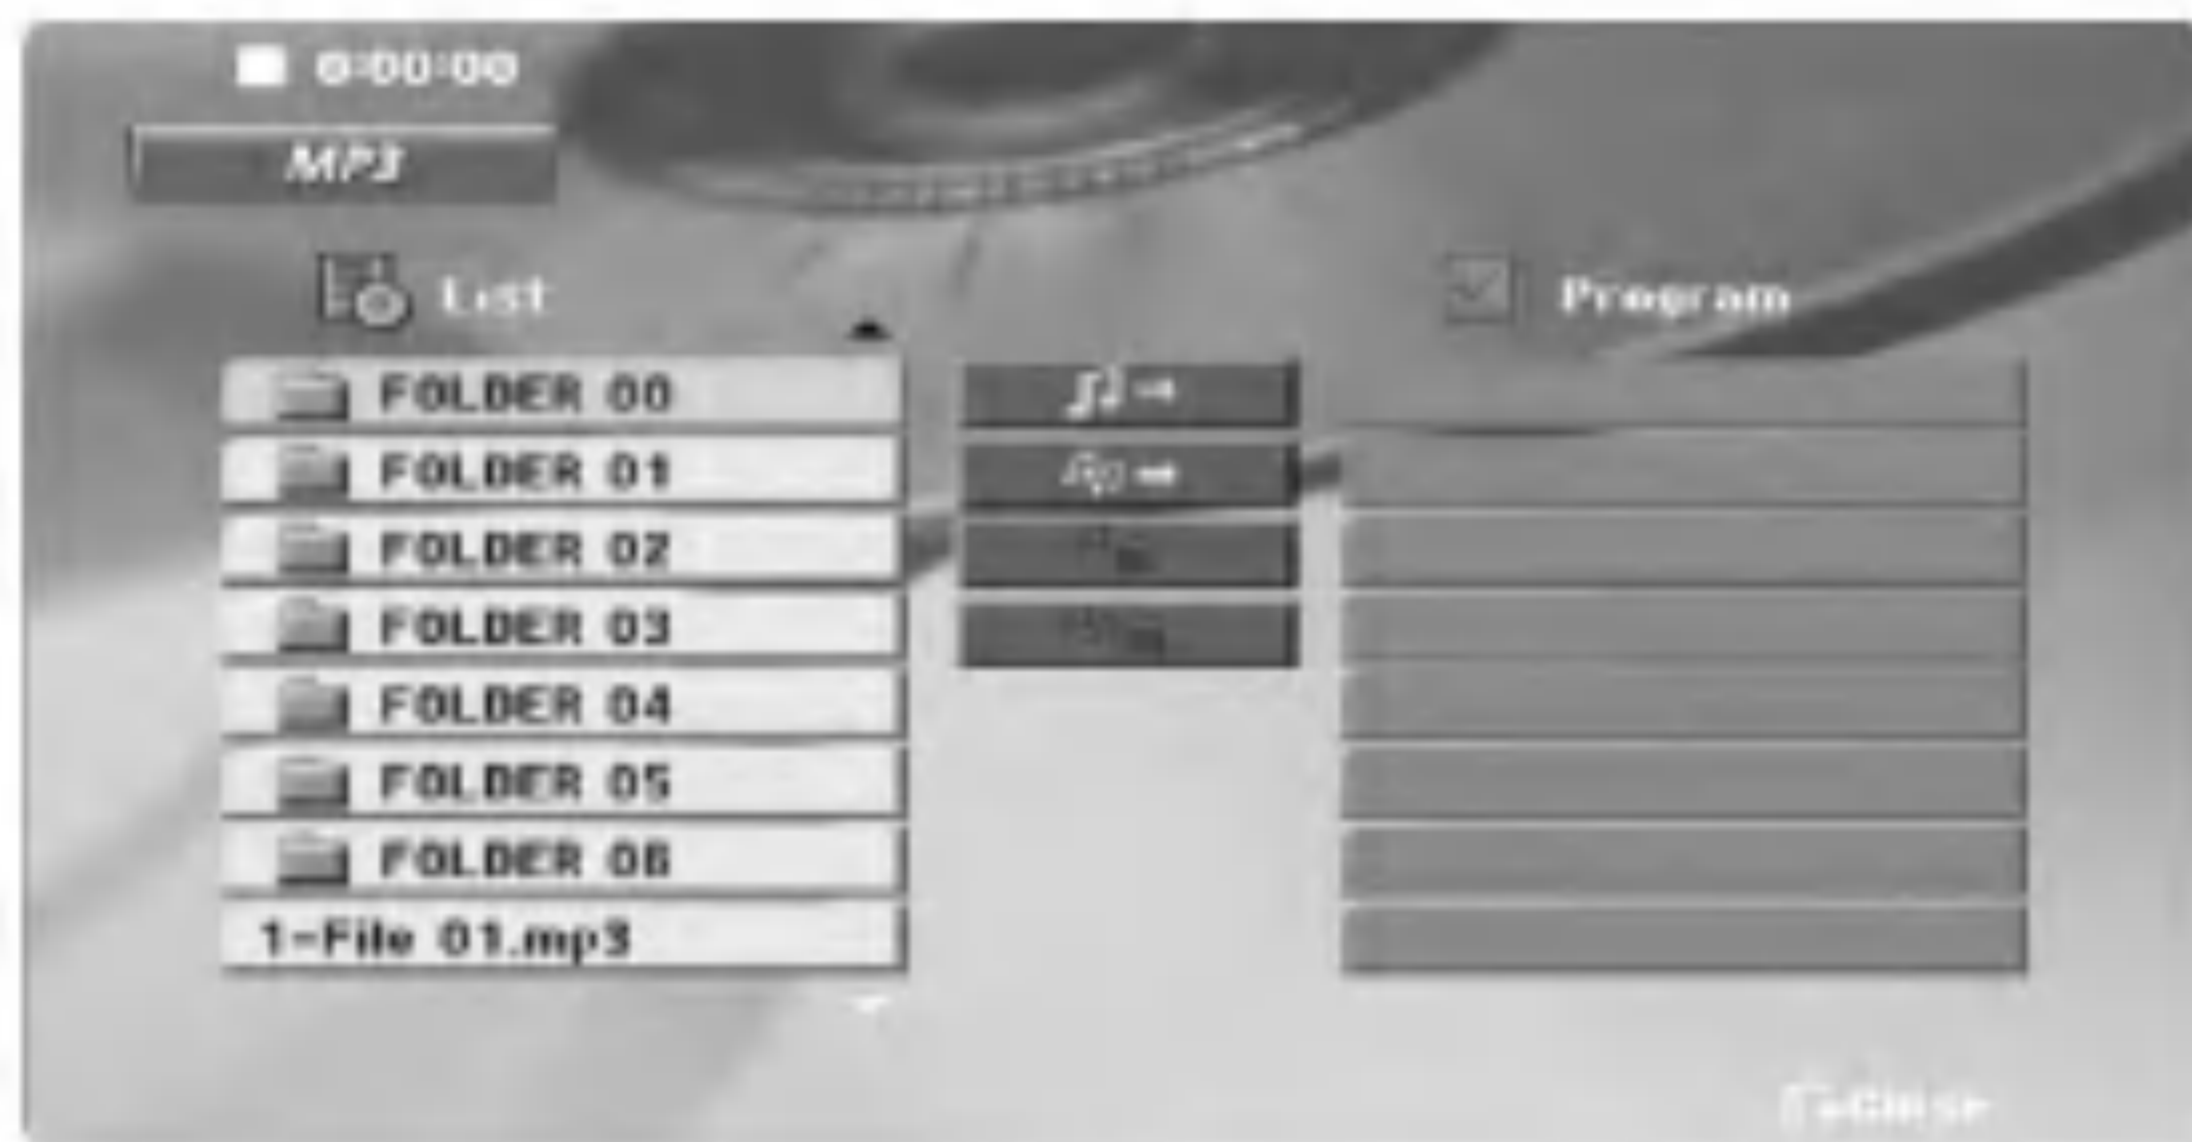 0:00:00
MP3
List
Program
FOLDER 00
FOLDER 01
FOLDER 02
FOLDER 03
FOLDER 04
FOLDER 05
FOLDER 06
1-File 01.mp3
Close